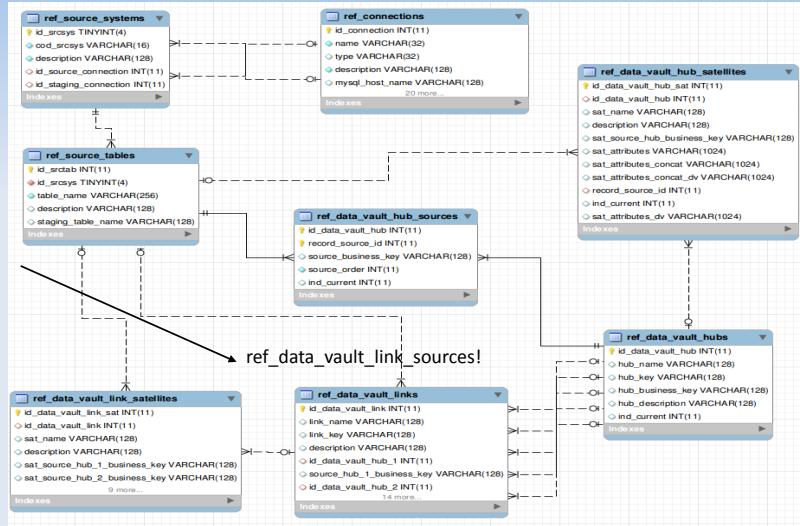 ref_source_systems
id_srcsys TINYINT(4)
cod_srcsys VARCHAR(16)
description VARCHAR(128)
id_source_connection INT(11)
id_staging_connection INT(11)
Indexes
ref_connections
id_connection INT(11)
name VARCHAR(32)
type VARCHAR(32)
description VARCHAR(128)
mysql_host_name VARCHAR(128)
20 more...
Indexes
ref_data_vault_hub_satellites
id_data_vault_hub_sat INT(11)
id_data_vault_hub INT(11)
sat_name VARCHAR(128)
description VARCHAR(128)
sat_source_hub_business_key VARCHAR(128)
sat_attributes VARCHAR(1024)
sat_attributes_concat VARCHAR(1024)
sat_attributes_concat_dv VARCHAR(1024)
record_source_id INT(11)
ind_current INT(11)
sat_attributes_dv VARCHAR(1024)
Indexes
ref_source_tables
id_srctab INT(11)
id_srcsys TINYINT(4)
table_name VARCHAR(256)
description VARCHAR(128)
staging_table_name VARCHAR(128)
Indexes
ref_data_vault_hub_sources
id_data_vault_hub INT(11)
record_source_id INT(11)
source_business_key VARCHAR(128)
source_order INT(11)
ind_current INT(11)
Indexes
ref_data_vault_link_sources!
ref_data_vault_hubs
id_data_vault_hub INT(11)
hub_name VARCHAR(128)
hub_key VARCHAR(128)
hub_business_key VARCHAR(128)
hub_description VARCHAR(128)
ind_current INT(11)
Indexes
ref_data_vault_link_satellites
id_data_vault_link_sat INT(11)
id_data_vault_link INT(11)
sat_name VARCHAR(128)
description VARCHAR(128)
sat_source_hub_1_business_key VARCHAR(128)
sat_source_hub_2_business_key VARCHAR(128)
9 more...
Indexes
ref_data_vault_links
id_data_vault_link INT(11)
link_name VARCHAR(128)
link_key VARCHAR(128)
description VARCHAR(128)
id_data_vault_hub_1 INT(11)
source_hub_1_business_key VARCHAR(128)
id_data_vault_hub_2 INT(11)
14 more...
Indexes